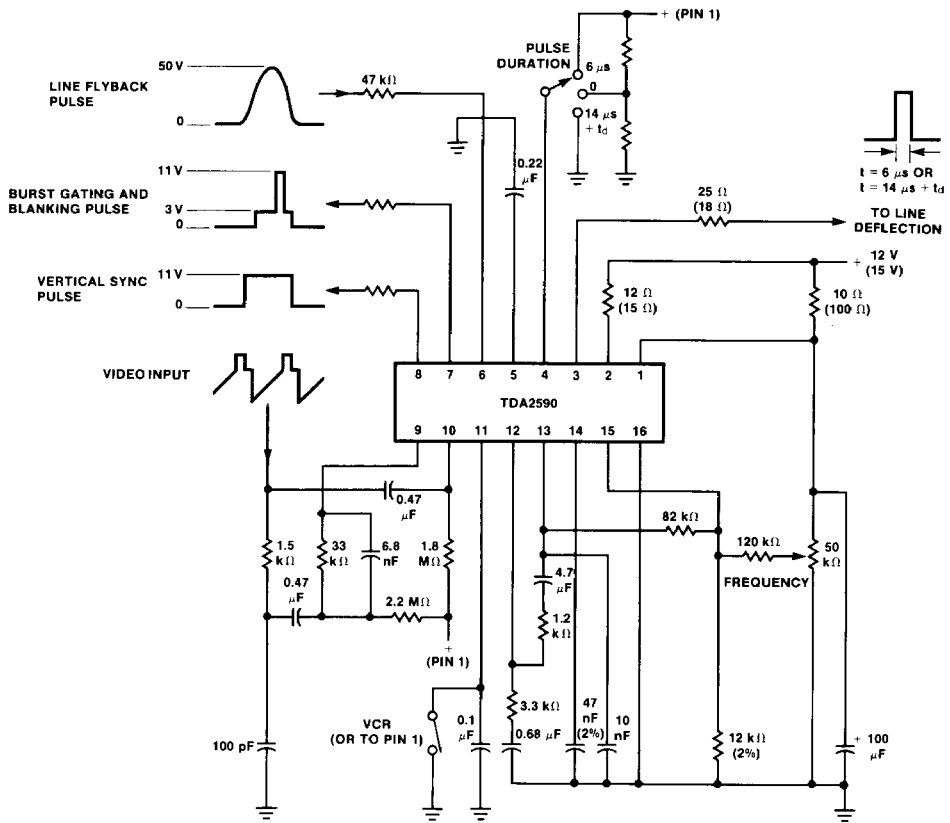 + (PIN 1)
PULSE
DURATION
6 µs
0
14 µs
+ td
50 V
LINE FLYBACK
PULSE
0
47 kΩ
0.22
µF
t = 6 µs OR
t = 14 µs + td
11 V
BURST GATING AND
BLANKING PULSE
3 V
0
25 Ω
(18 Ω)
TO LINE
DEFLECTION
11 V
VERTICAL SYNC
PULSE
0
12 Ω
(15 Ω)
+ 12 V
(15 V)
10 Ω
(100 Ω)
VIDEO INPUT
8 7 6 5 4 3 2 1
TDA2590
9 10 11 12 13 14 15 16
0.47
µF
1.5
kΩ
33
kΩ
6.8
nF
1.8
MΩ
82 kΩ
120 kΩ
FREQUENCY
50
kΩ
0.47
µF
2.2 MΩ
+
(PIN 1)
4.7
µF
1.2
kΩ
100 pF
VCR
(OR TO PIN 1)
0.1
µF
3.3 kΩ
0.68 µF
47
nF
(2%)
10
nF
12 kΩ
(2%)
+ 100
µF